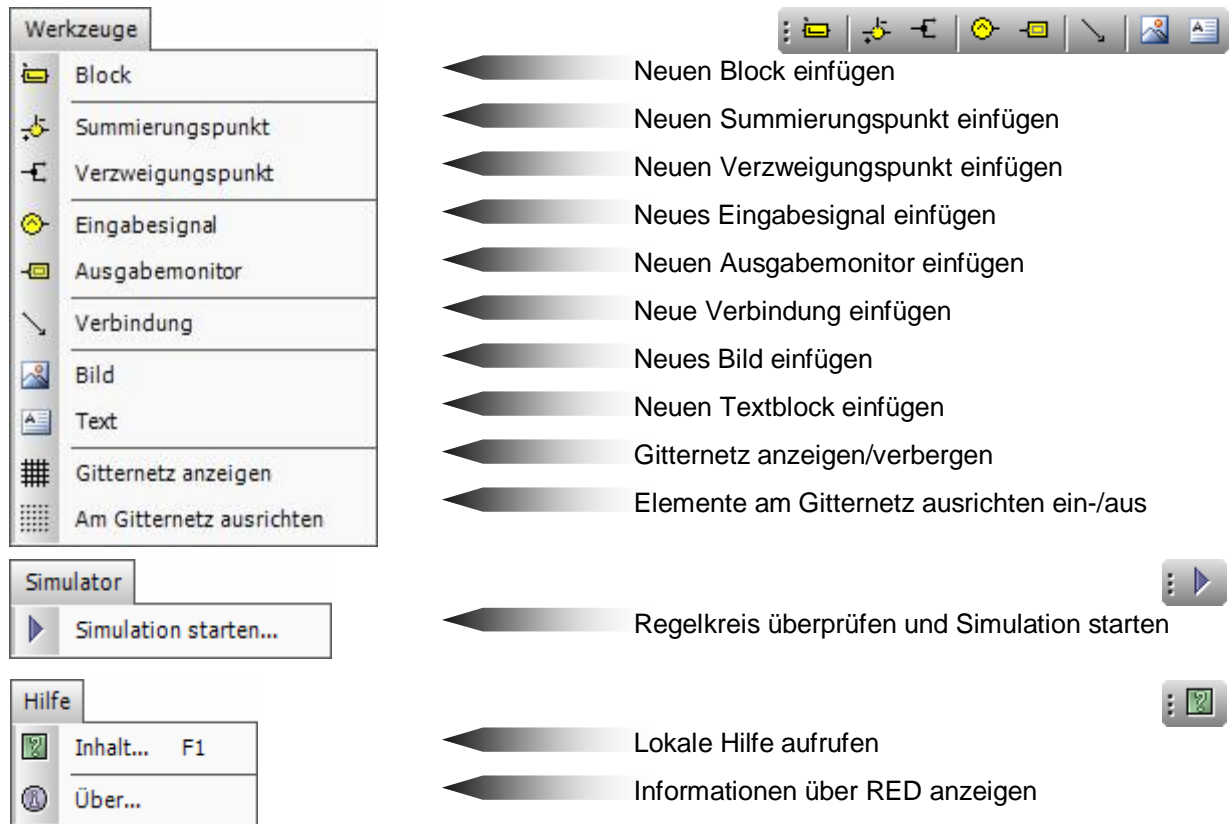 Werkzeuge
Block
Neuen Block einfügen
Summierungspunkt
Neuen Summierungspunkt einfügen
Verzweigungspunkt
Neuen Verzweigungspunkt einfügen
Eingabesignal
Neues Eingabesignal einfügen
Ausgabemonitor
Neuen Ausgabemonitor einfügen
Verbindung
Neue Verbindung einfügen
Bild
Neues Bild einfügen
Text
Neuen Textblock einfügen
Gitternetz anzeigen
Gitternetz anzeigen/verbergen
Am Gitternetz ausrichten
Elemente am Gitternetz ausrichten ein-/aus
Simulator
Simulation starten...
Regelkreis überprüfen und Simulation starten
Hilfe
Inhalt... F1
Lokale Hilfe aufrufen
Über...
Informationen über RED anzeigen